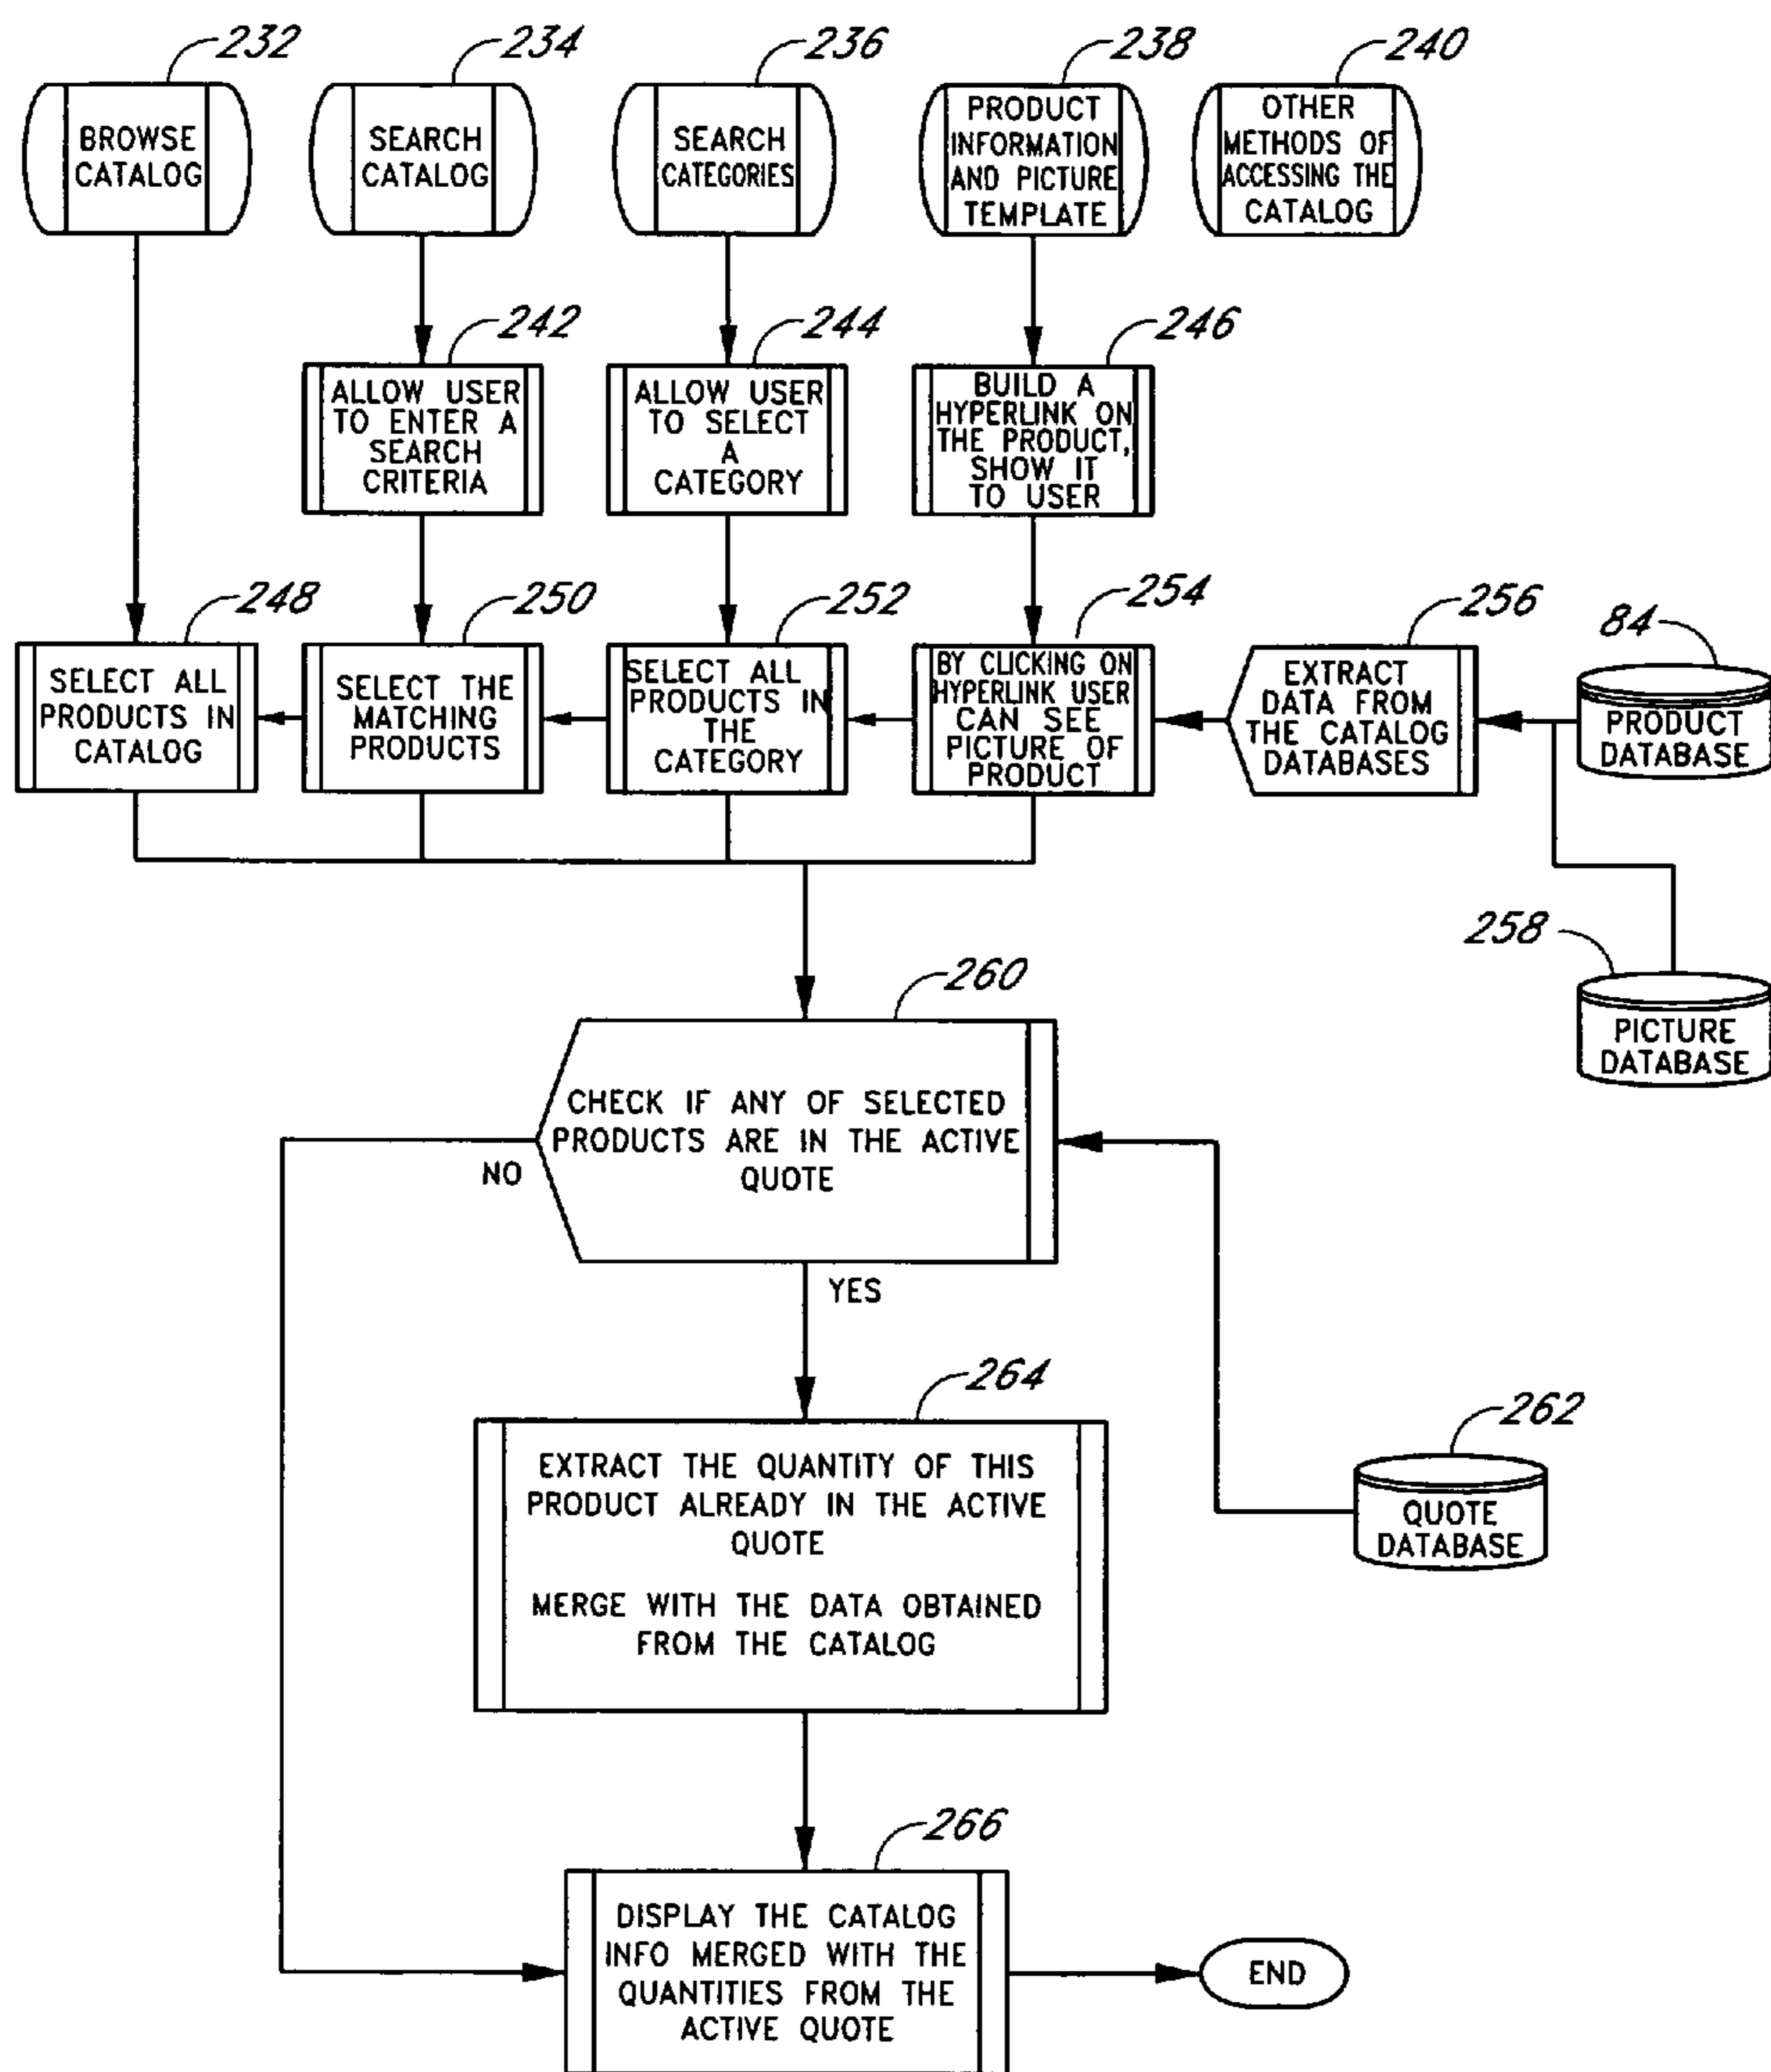 232
234
236
238
240
BROWSE
CATALOG
SEARCH
CATALOG
SEARCH
CATEGORIES
PRODUCT
INFORMATION
AND PICTURE
TEMPLATE
OTHER
METHODS OF
ACCESSING THE
CATALOG
242
244
246
ALLOW USER
TO ENTER A
SEARCH
CRITERIA
ALLOW USER
TO SELECT
A
CATEGORY
BUILD A
HYPERLINK ON
THE PRODUCT,
SHOW IT
TO USER
248
250
252
254
256
84
SELECT ALL
PRODUCTS IN
CATALOG
SELECT THE
MATCHING
PRODUCTS
SELECT ALL
PRODUCTS IN
THE
CATEGORY
BY CLICKING ON
HYPERLINK USER
CAN SEE
PICTURE OF
PRODUCT
EXTRACT
DATA FROM
THE CATALOG
DATABASES
PRODUCT
DATABASE
258
PICTURE
DATABASE
260
CHECK IF ANY OF SELECTED
PRODUCTS ARE IN THE ACTIVE
QUOTE
NO
YES
262
QUOTE
DATABASE
264
EXTRACT THE QUANTITY OF THIS
PRODUCT ALREADY IN THE ACTIVE
QUOTE
MERGE WITH THE DATA OBTAINED
FROM THE CATALOG
266
DISPLAY THE CATALOG
INFO MERGED WITH THE
QUANTITIES FROM THE
ACTIVE QUOTE
END